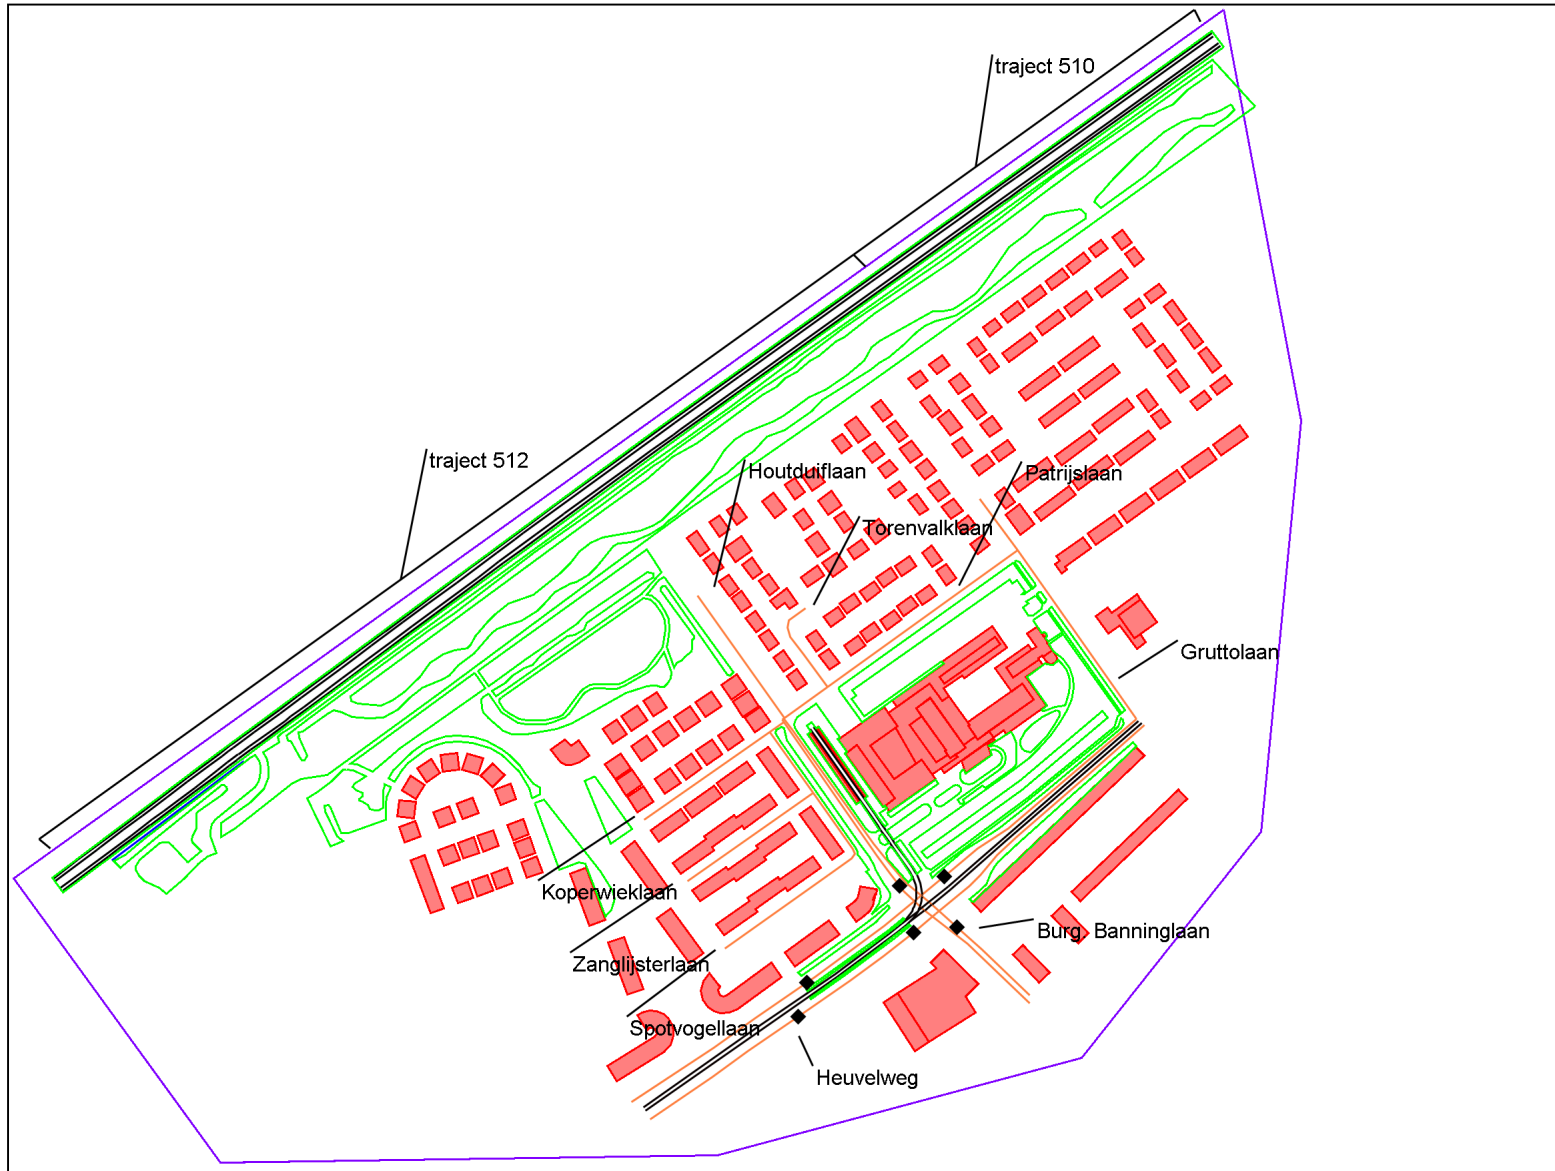 traject 510
traject 512
Houtduiflaan
Patrijslaan
Torenvalklaan
Gruttolaan
Koperwieklaan
Burg. Banninglaan
Zanglijsterlaan
Spotvogellaan
Heuvelweg